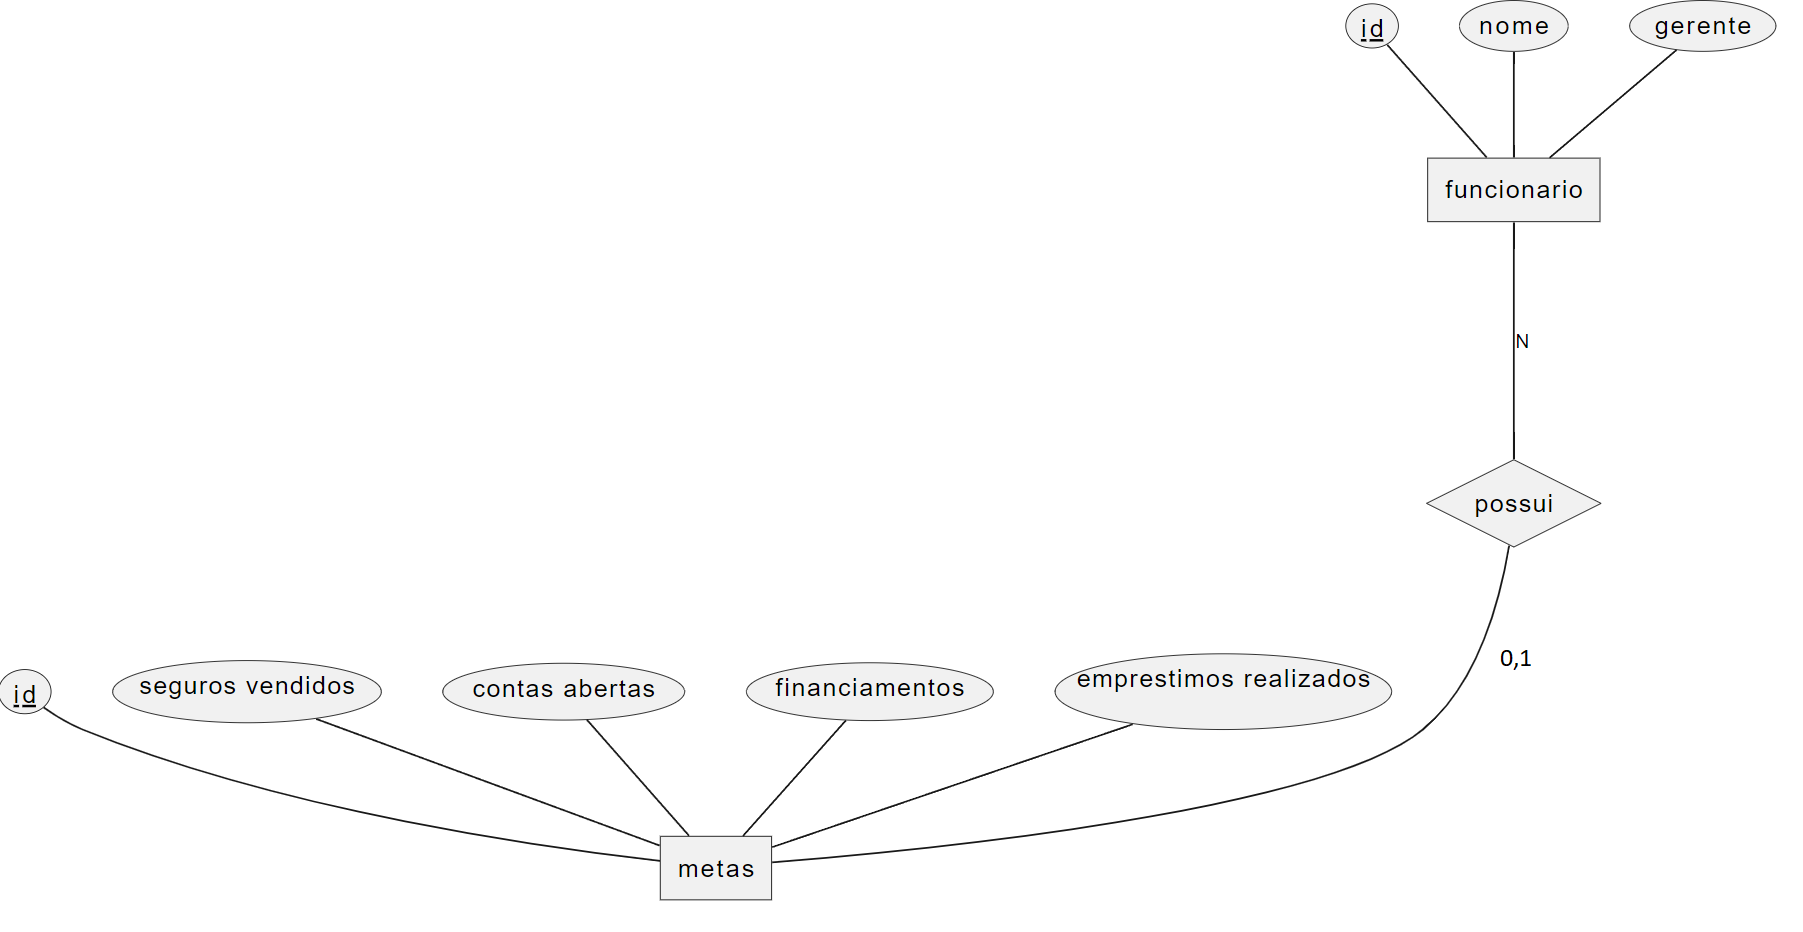 id
nome
gerente
funcionario
N
possui
0,1
id
seguros vendidos
contas abertas
financiamentos
emprestimos realizados
metas